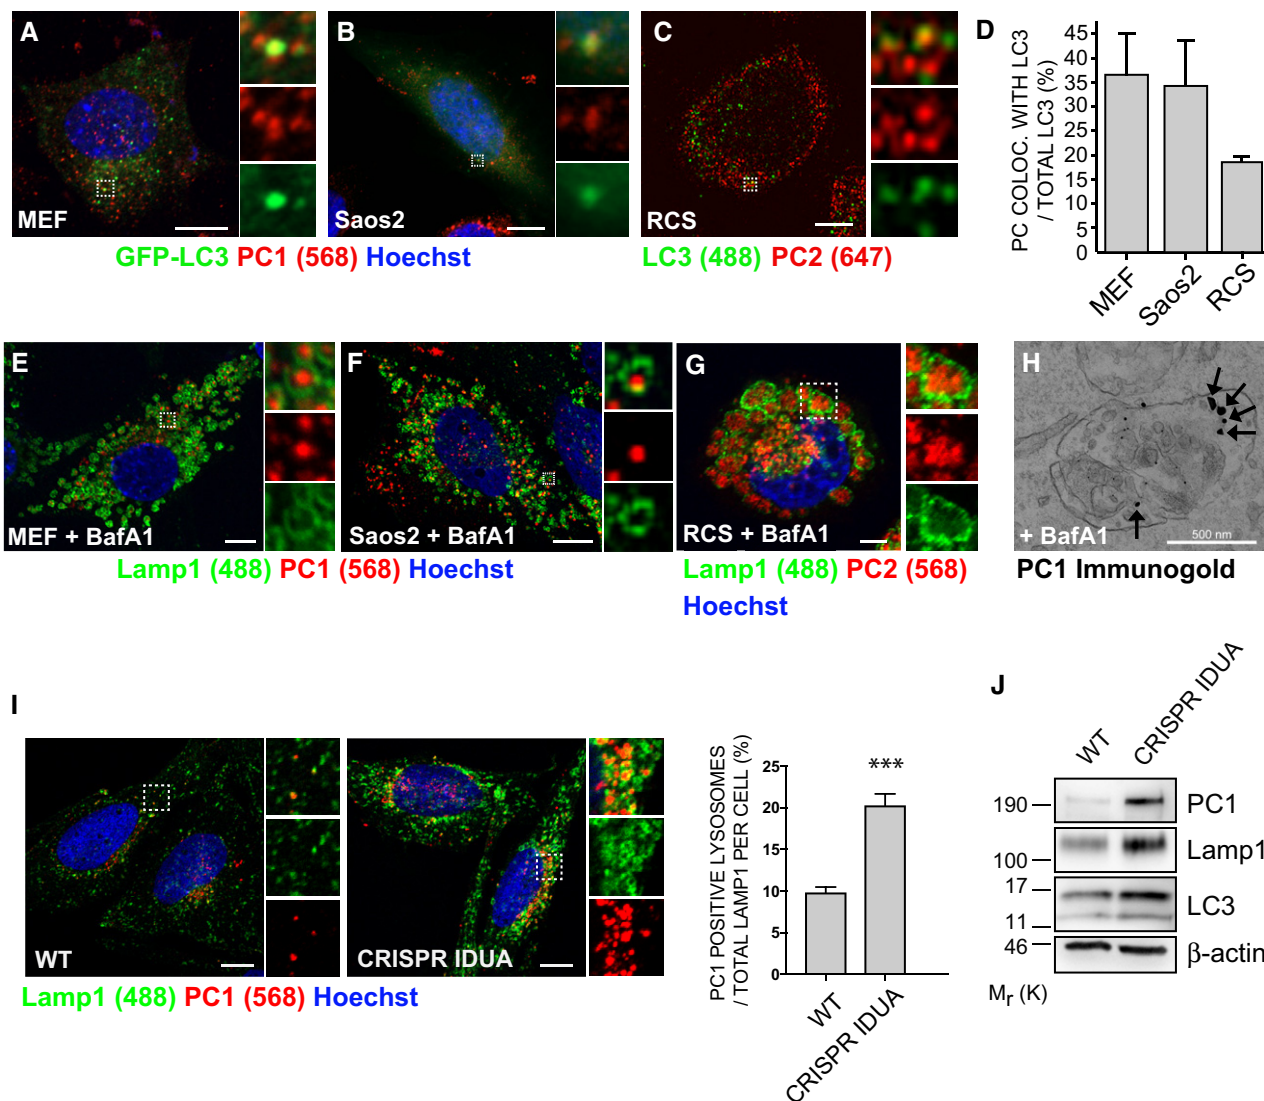 A
MEF
B
Saos2
C
RCS
GFP-LC3 PC1 (568) Hoechst
LC3 (488) PC2 (647)
D
PC COLOC. WITH LC3
/ TOTAL LC3 (%)
45
40
35
30
25
20
15
10
5
0
MEF
Saos2
RCS
E
MEF + BafA1
F
Saos2 + BafA1
G
RCS + BafA1
H
+ BafA1
500 nm
Lamp1 (488) PC1 (568) Hoechst
Lamp1 (488) PC2 (568)
Hoechst
PC1 Immunogold
I
WT
CRISPR IDUA
Lamp1 (488) PC1 (568) Hoechst
PC1 POSITIVE LYSOSOMES
/ TOTAL LAMP1 PER CELL (%)
25
20
15
10
5
0
***
WT
CRISPR IDUA
J
WT
CRISPR IDUA
190
PC1
Lamp1
100
17
LC3
11
46
β-actin
Mr (K)